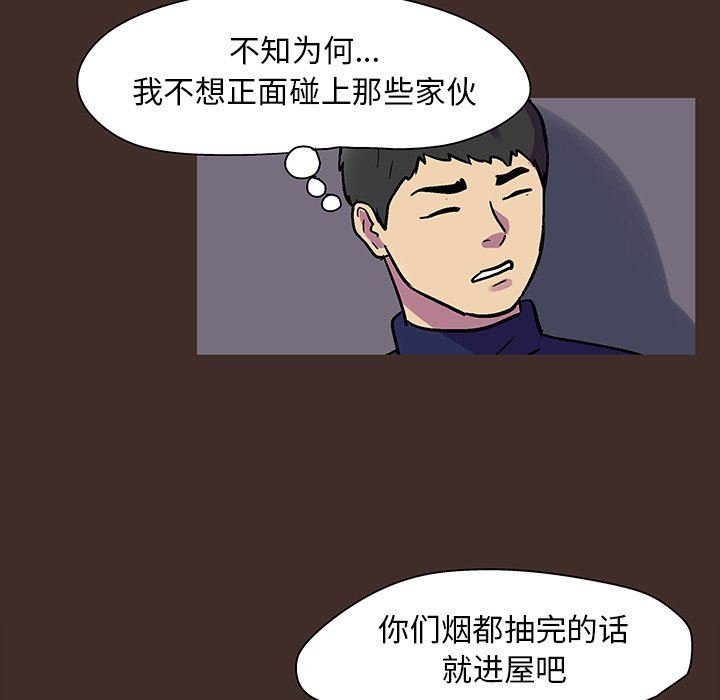 不知为何...
我不想正面碰上那些家伙
你们烟都抽完的话
就进屋吧